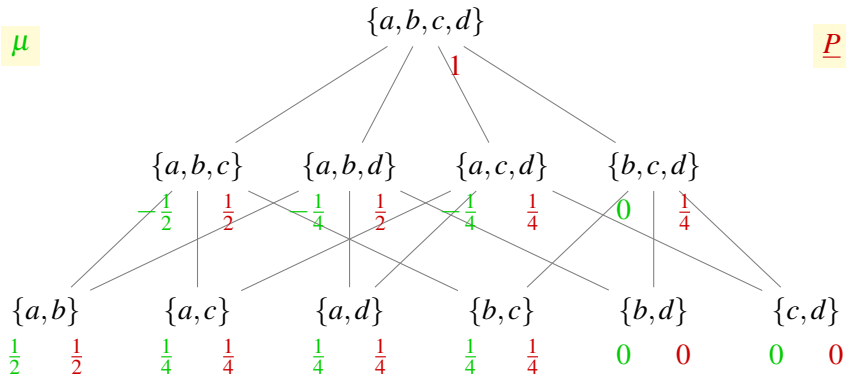 {a,b,c,d}
μ P
1
{a,b,c} {a,b,d} {a,c,d} {b,c,d}
−1/2 1/2 −1/4 1/2 −1/4 1/4 0 1/4
{a,b} {a,c} {a,d} {b,c} {b,d} {c,d}
1/2 1/2 1/4 1/4 1/4 1/4 1/4 1/4 0 0 0 0